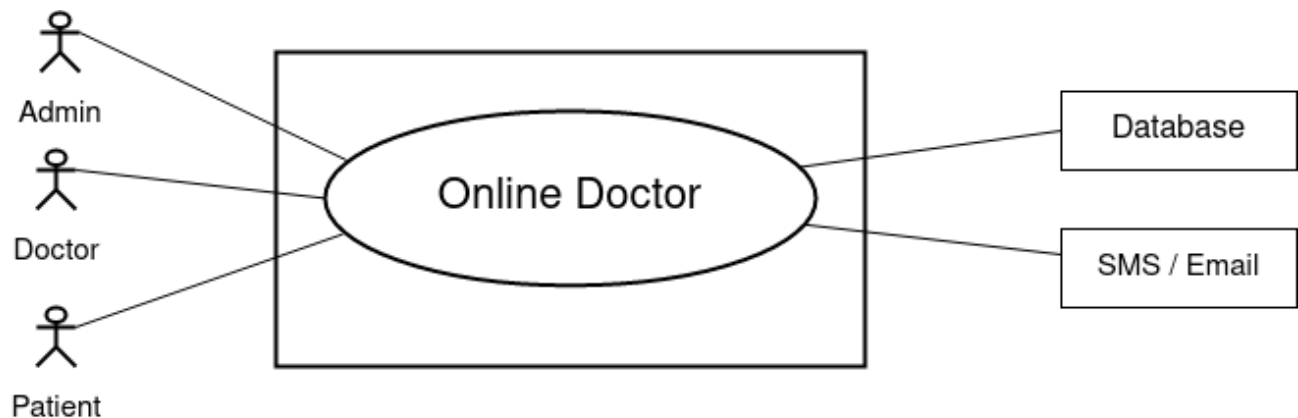 Admin
Doctor
Patient
Online Doctor
Database
SMS / Email